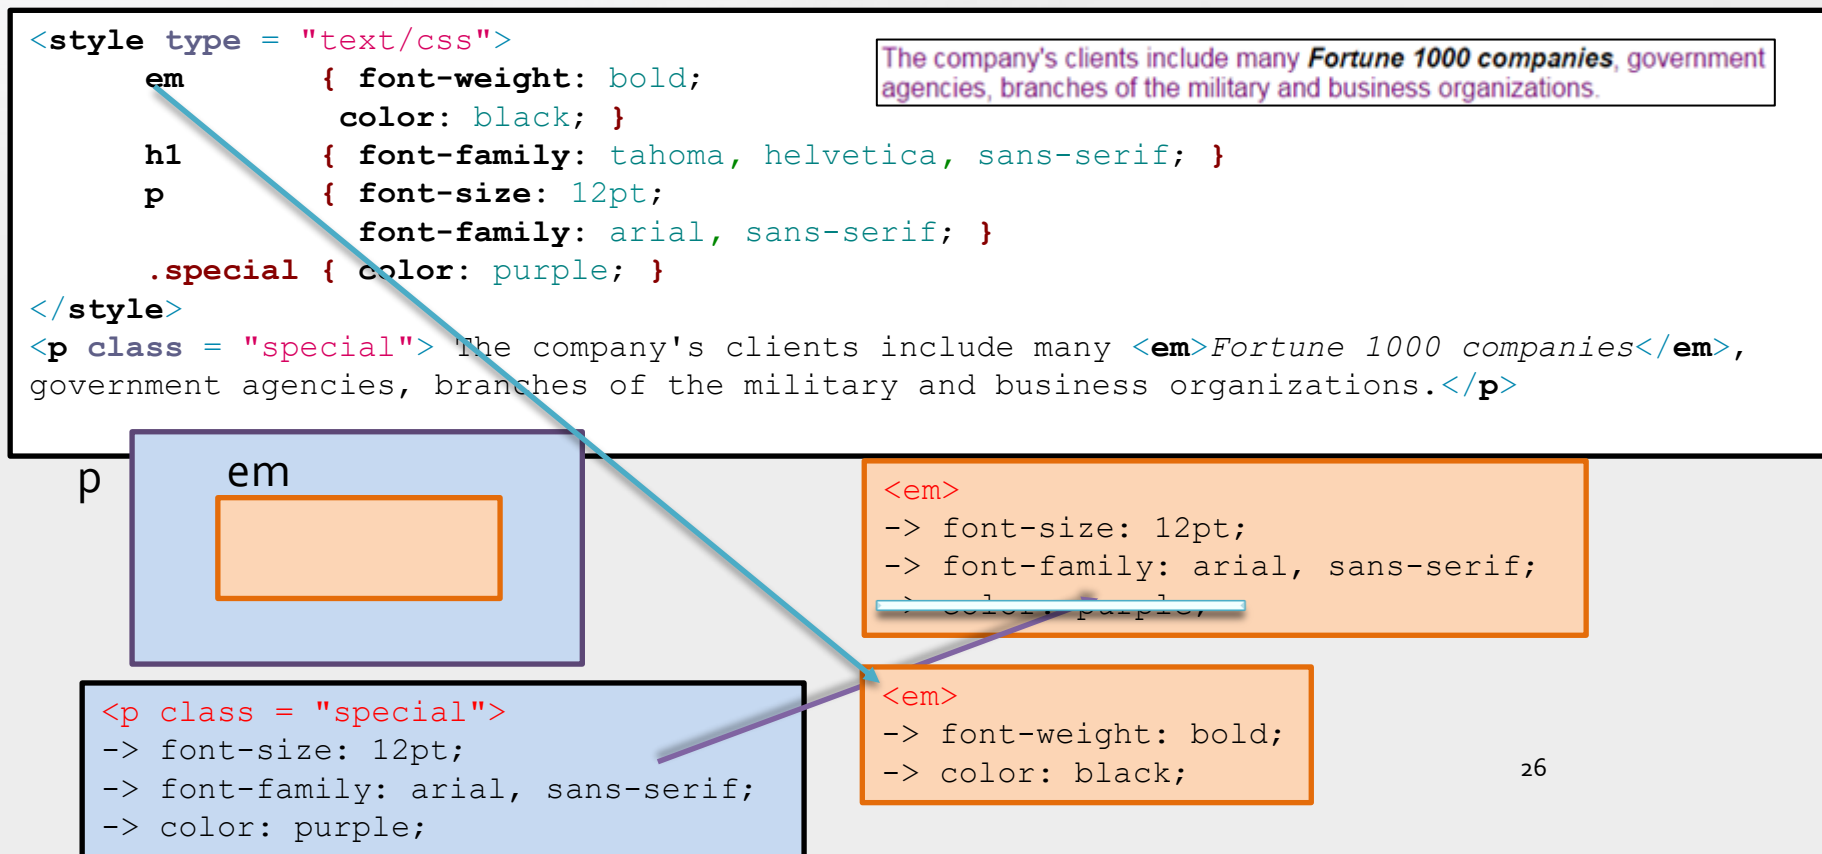 <style type = "text/css">
em { font-weight: bold;
color: black; }
h1 { font-family: tahoma, helvetica, sans-serif; }
p { font-size: 12pt;
font-family: arial, sans-serif; }
.special { color: purple; }
</style>
<p class = "special"> The company's clients include many <em>Fortune 1000 companies</em>,
government agencies, branches of the military and business organizations.</p>
The company's clients include many Fortune 1000 companies, government
agencies, branches of the military and business organizations.
p
em
<em>
-> font-size: 12pt;
-> font-family: arial, sans-serif;
-> color: purple;
<p class = "special">
-> font-size: 12pt;
-> font-family: arial, sans-serif;
-> color: purple;
<em>
-> font-weight: bold;
-> color: black;
26